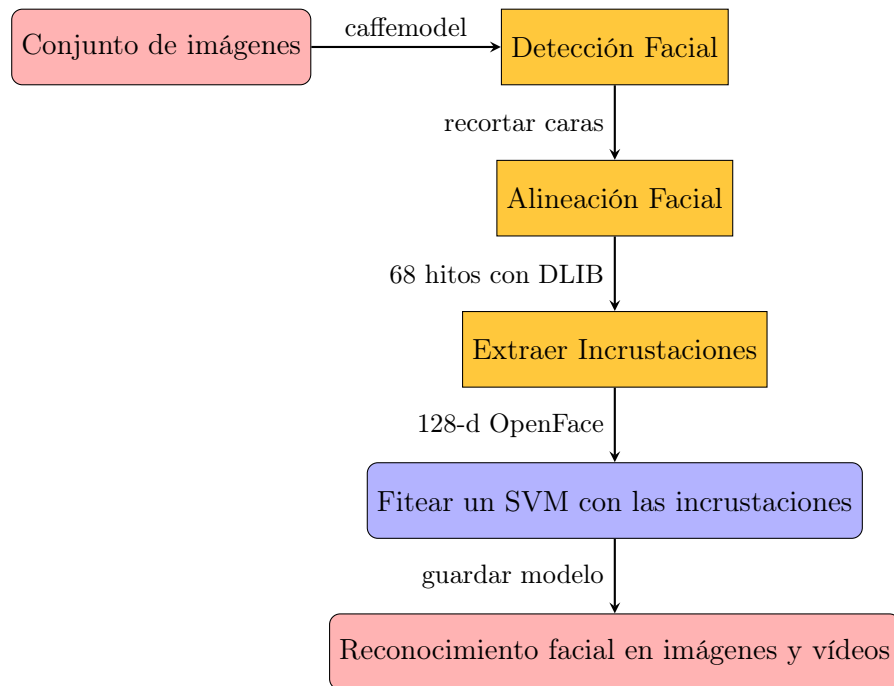 Conjunto de imágenes
caffemodel
Detección Facial
recortar caras
Alineación Facial
68 hitos con DLIB
Extraer Incrustaciones
128-d OpenFace
Fitear un SVM con las incrustaciones
guardar modelo
Reconocimiento facial en imágenes y vídeos